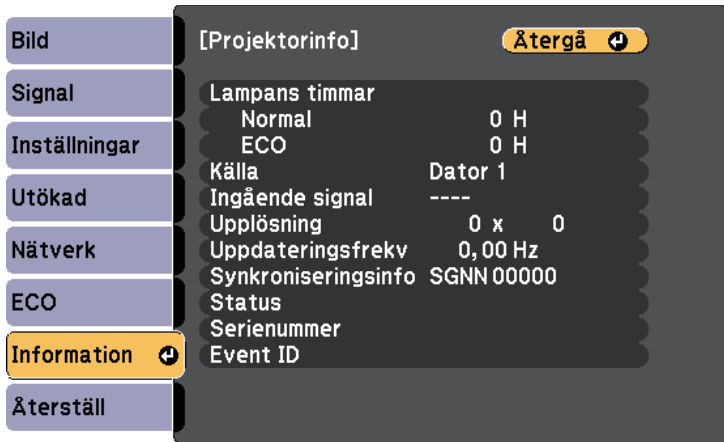 Bild
Signal
Inställningar
Utökad
Nätverk
ECO
Information
Återställ
[Projektorinfo] Återgå
Lampans timmar
Normal 0 H
ECO 0 H
Källa Dator 1
Ingående signal ----
Upplösning 0 x 0
Uppdateringsfrekv 0,00 Hz
Synkroniseringsinfo SGNN 00000
Status
Serienummer
Event ID